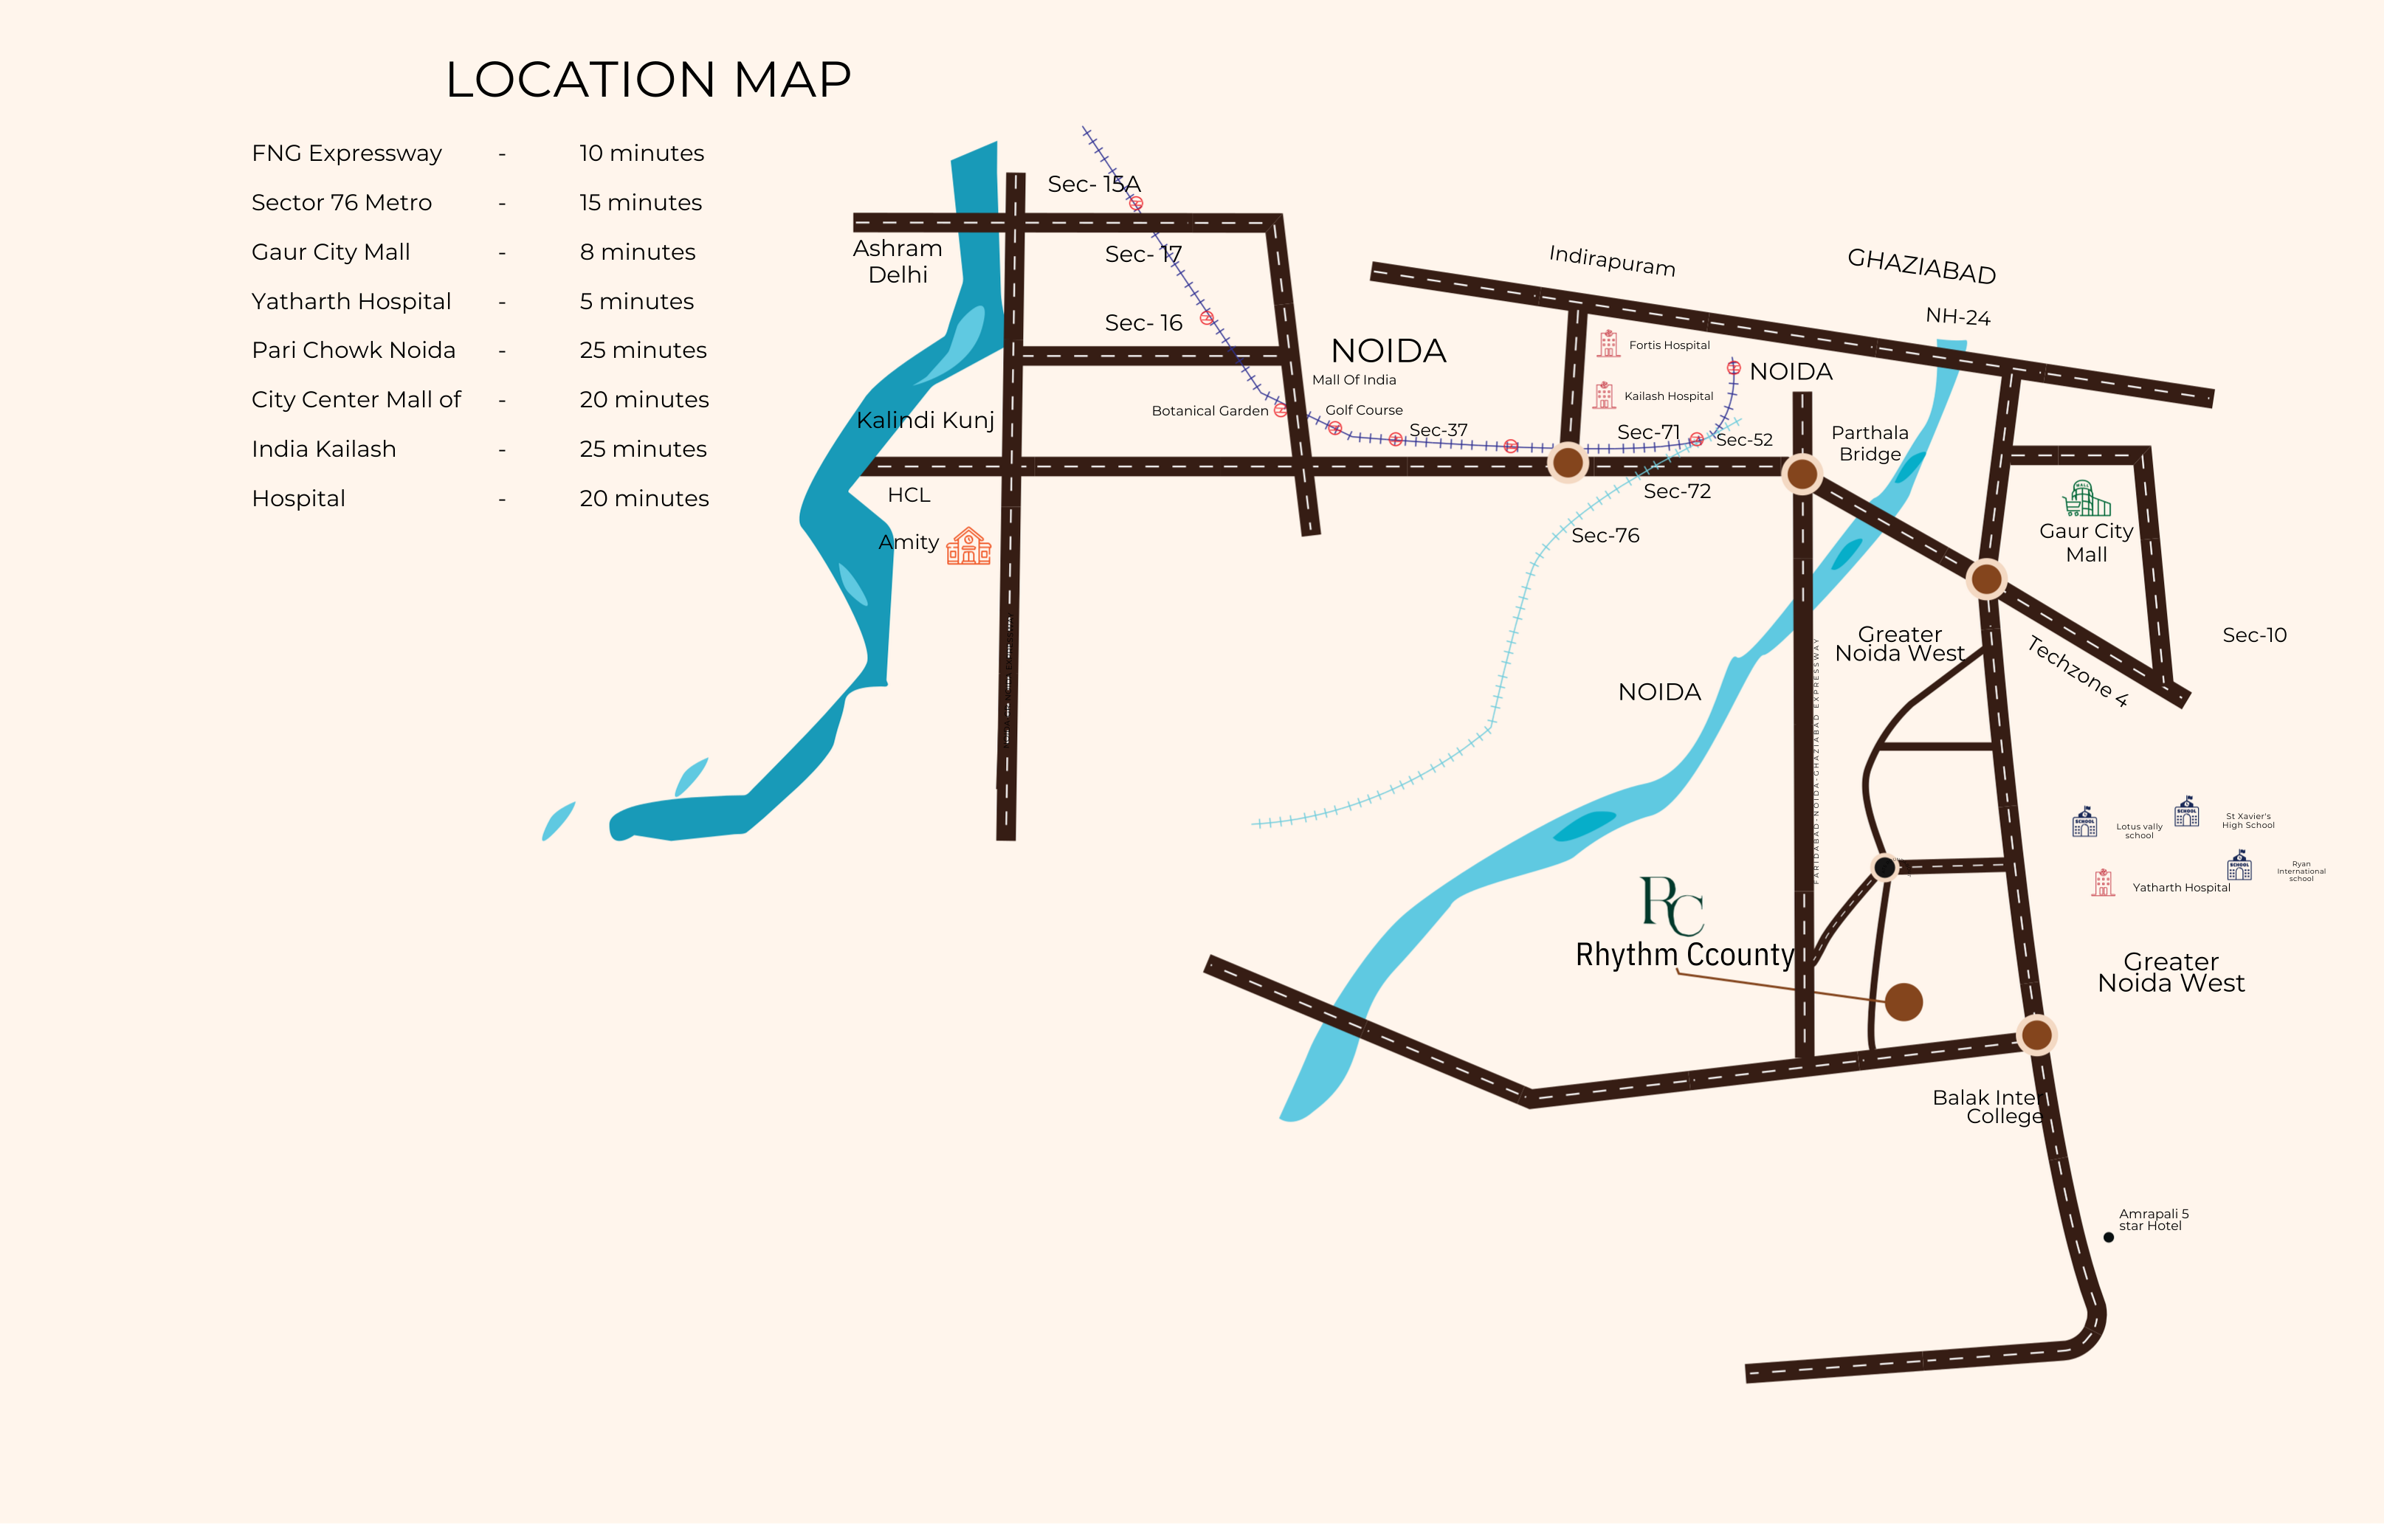 LOCATION MAP
FNG Expressway - 10 minutes
Sector 76 Metro - 15 minutes
Gaur City Mall - 8 minutes
Yatharth Hospital - 5 minutes
Pari Chowk Noida - 25 minutes
City Center Mall of - 20 minutes
India Kailash - 25 minutes
Hospital - 20 minutes
Sec- 15A
Ashram
Delhi
Sec- 17
Sec- 16
Kalindi Kunj
HCL
Amity
NOIDA
Mall Of India
Botanical Garden
Golf Course
Sec-37
Indirapuram
GHAZIABAD
NH-24
Fortis Hospital
Kailash Hospital
NOIDA
Sec-71
Sec-52
Parthala
Bridge
Sec-72
Sec-76
MALL
Gaur City
Mall
Greater
Noida West
Techzone 4
Sec-10
NOIDA
FARIDABAD-NOIDA-GHAZIABAD EXPRESSWAY
SCHOOL
Lotus vally
school
SCHOOL
St Xavier's
High School
SCHOOL
Ryan
International
school
Yatharth Hospital
RC
Rhythm Ccounty
Greater
Noida West
Balak Inter
College
Amrapali 5
star Hotel